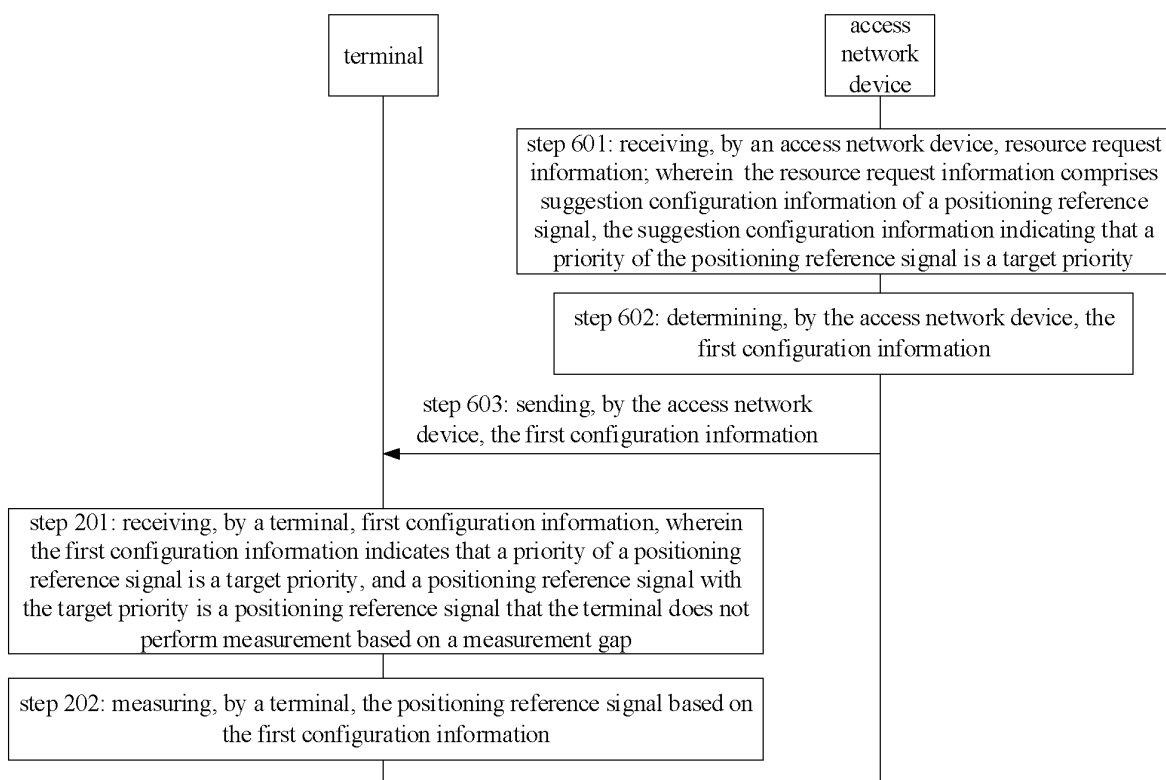 terminal
access
network
device
step 601: receiving, by an access network device, resource request
information; wherein the resource request information comprises
suggestion configuration information of a positioning reference
signal, the suggestion configuration information indicating that a
priority of the positioning reference signal is a target priority
step 602: determining, by the access network device, the
first configuration information
step 603: sending, by the access network
device, the first configuration information
step 201: receiving, by a terminal, first configuration information, wherein
the first configuration information indicates that a priority of a positioning
reference signal is a target priority, and a positioning reference signal with
the target priority is a positioning reference signal that the terminal does not
perform measurement based on a measurement gap
step 202: measuring, by a terminal, the positioning reference signal based on
the first configuration information